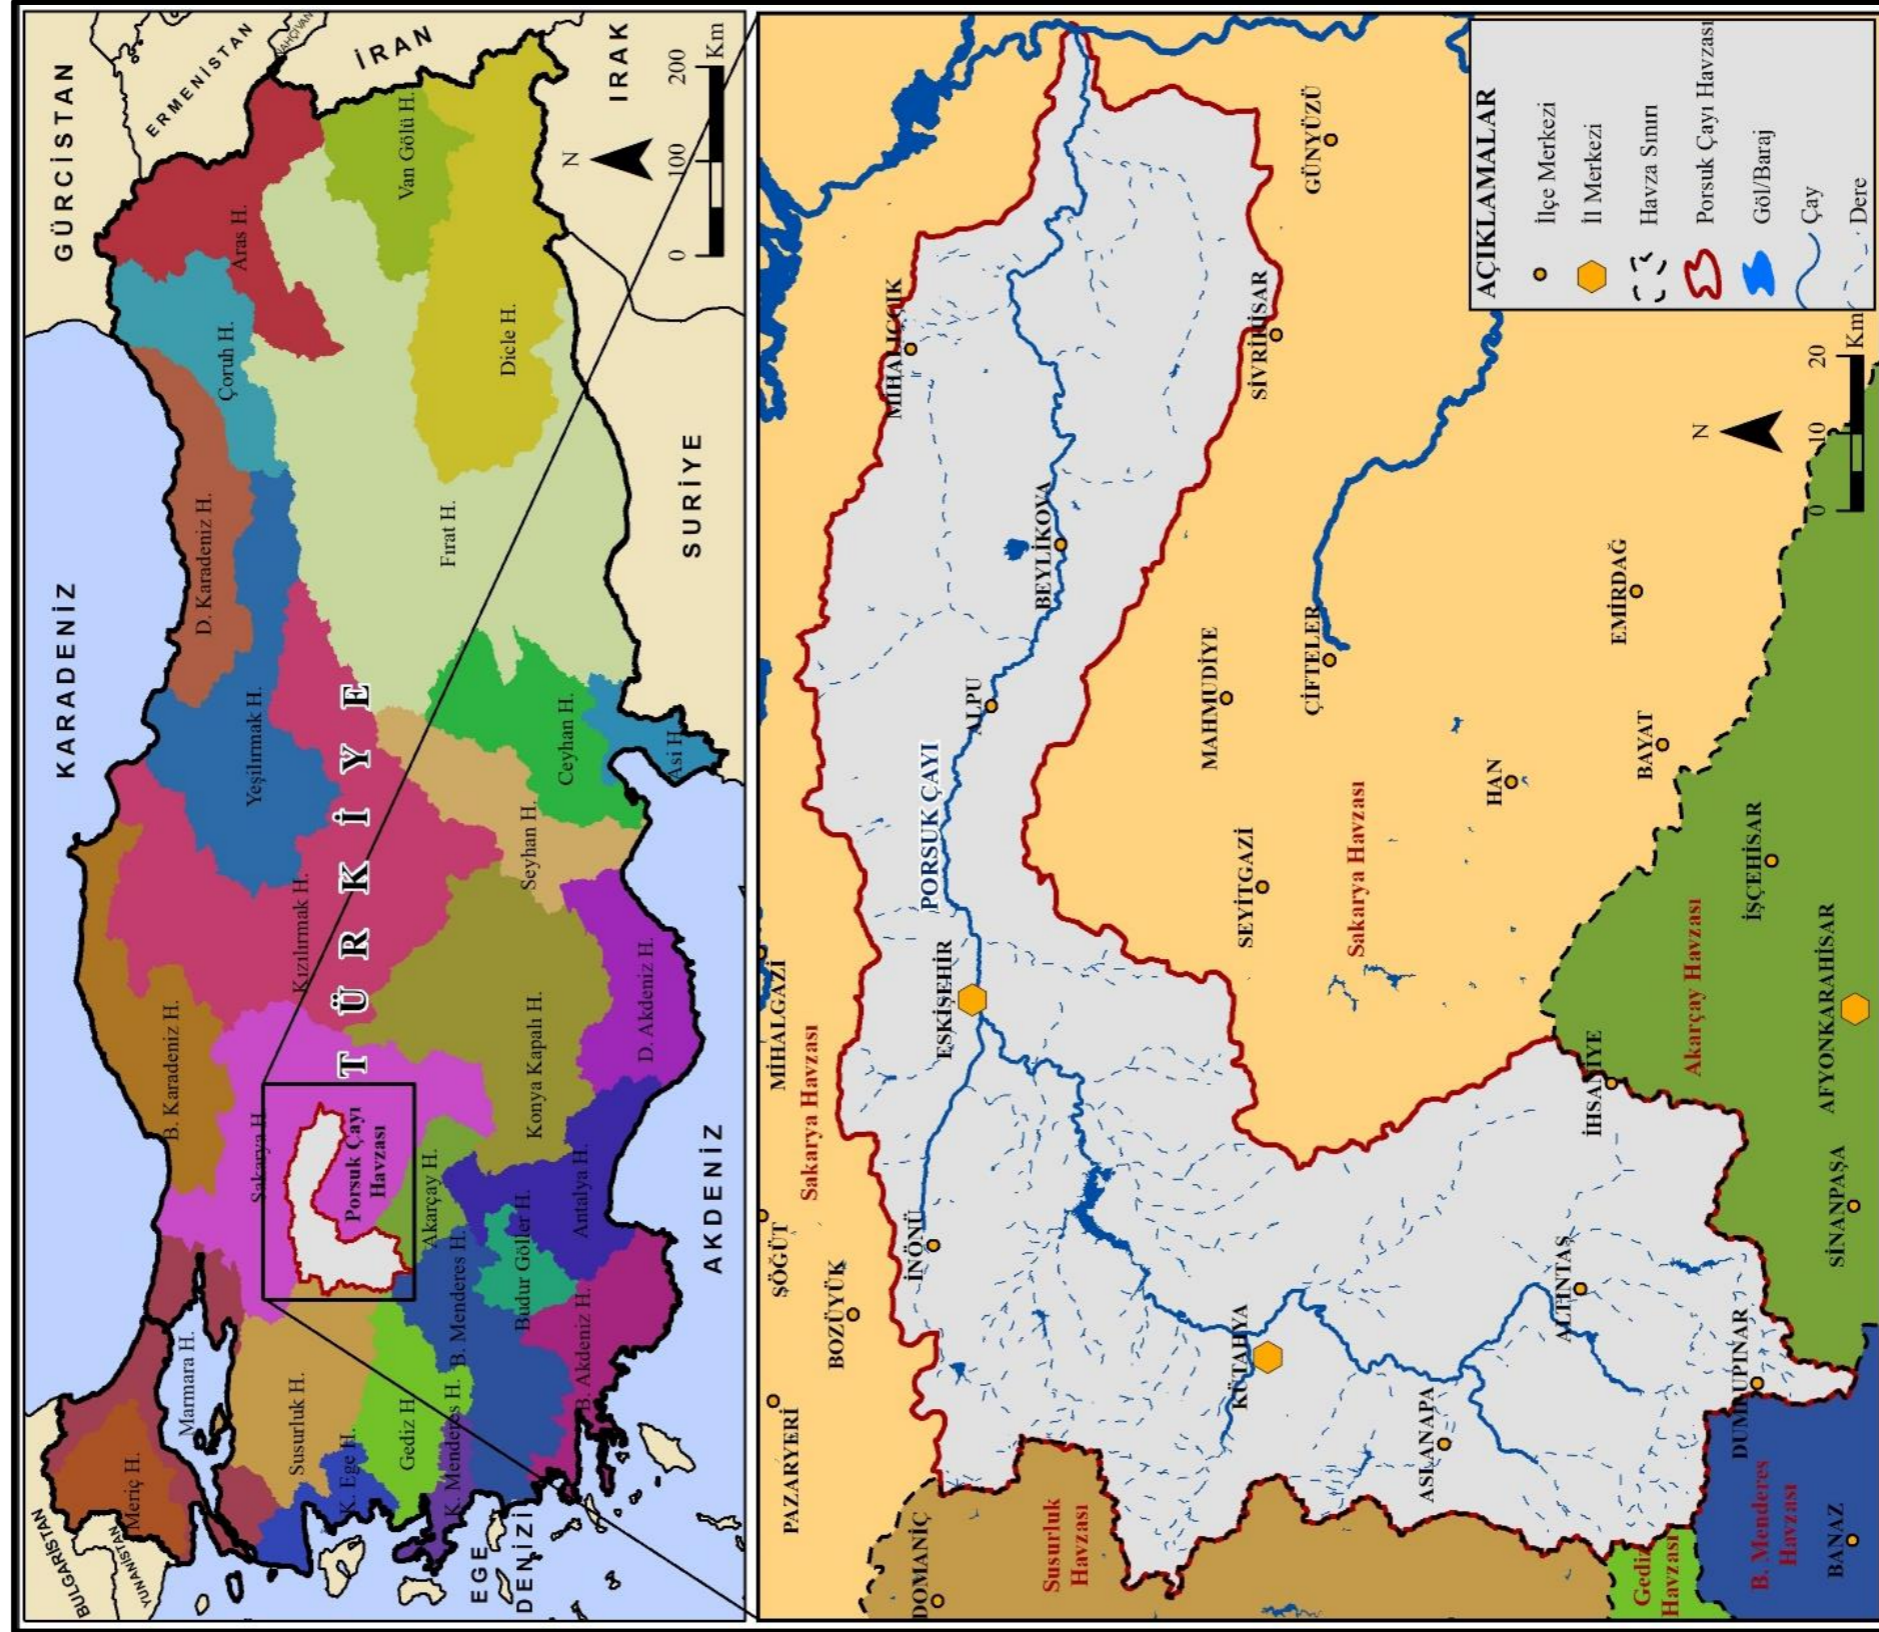 BULGARİSTAN
YUNANİSTAN
KARADENİZ
GÜRCİSTAN
ERMENİSTAN
NAHÇIVAN
İRAN
IRAK
SURİYE
AKDENİZ
EGE
DENİZİ
TÜRKİYE
Meriç H.
Marmara H.
Susurluk H.
K. Ege H.
Gediz H.
K. Menderes H.
B. Menderes H.
B. Akdeniz H.
Budur Göller H.
Antalya H.
Akarçay H.
Sakarya H.
Porsuk Çayı
Havzası
B. Karadeniz H.
Kızılırmak H.
Konya Kapalı H.
D. Akdeniz H.
Yeşilırmak H.
Seyhan H.
Ceyhan H.
Asi H.
D. Karadeniz H.
Fırat H.
Çoruh H.
Aras H.
Dicle H.
Van Gölü H.
N
0 100 200
Km
PAZARYERİ
SÖĞÜT
BOZÜYÜK
MİHALGAZİ
Sakarya Havzası
DOMANİÇ
Susurluk
Havzası
İNÖNÜ
ESKİŞEHİR
PORSUK ÇAYI
ALPU
BEYLİKOVA
MİHALIÇÇIK
GÜNYÜZÜ
SİVRİHİSAR
MAHMUDİYE
ÇİFTELER
SEYİTGAZİ
Sakarya Havzası
HAN
BAYAT
EMİRDAĞ
KÜTAHYA
ASLANAPA
ALTINTAŞ
DUMLUPINAR
İHSANİYE
Akarçay Havzası
İŞÇEHİSAR
AFYONKARAHİSAR
SİNANPAŞA
Gediz
Havzası
B. Menderes
Havzası
BANAZ
N
0 10 20
Km
AÇIKLAMALAR
İlçe Merkezi
İl Merkezi
Havza Sınırı
Porsuk Çayı Havzası
Göl/Baraj
Çay
Dere